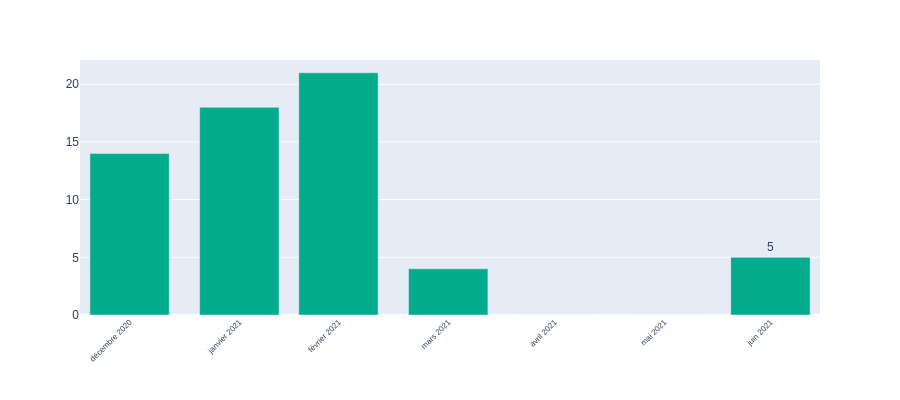 20
15
10
5
0
5
décembre 2020
janvier 2021
février 2021
mars 2021
avril 2021
mai 2021
juin 2021